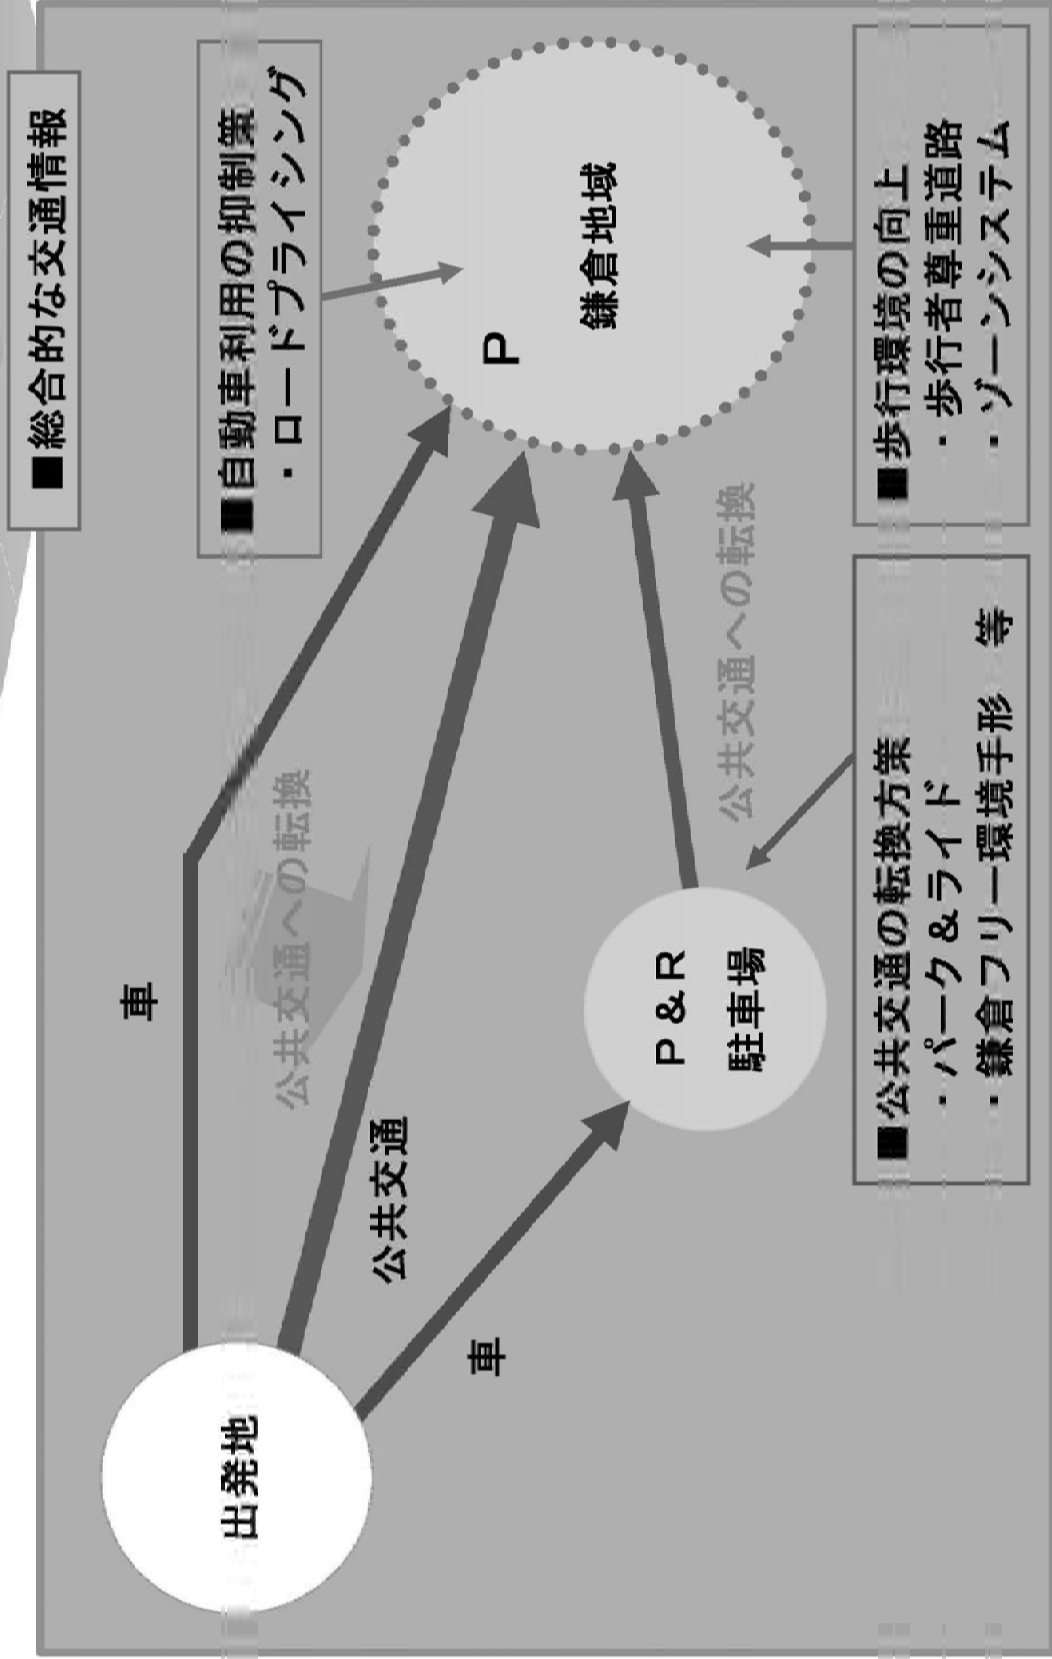 ■総合的な交通情報
■自動車利用の抑制策
・ロードプライシング
車
公共交通への転換
公共交通
車
出発地
P
鎌倉地域
P＆R
駐車場
公共交通への転換
■公共交通の転換方策
・パーク＆ライド
・鎌倉フリー環境手形　等
■歩行環境の向上
・歩行者尊重道路
・ゾーンシステム